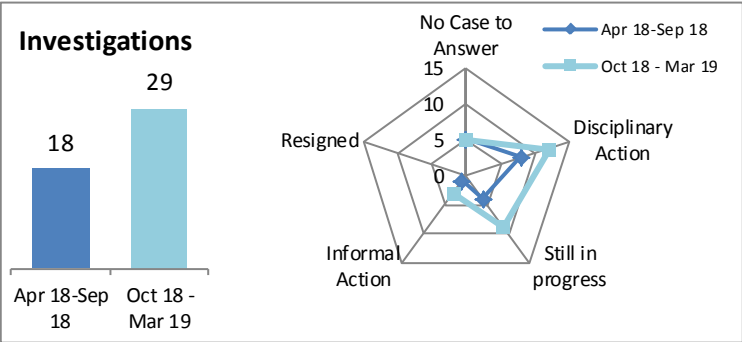 Investigations
18
29
Apr 18-Sep
18
Oct 18 -
Mar 19
No Case to
Answer
Apr 18-Sep 18
Oct 18 - Mar 19
15
10
5
0
Disciplinary
Action
Still in
progress
Informal
Action
Resigned